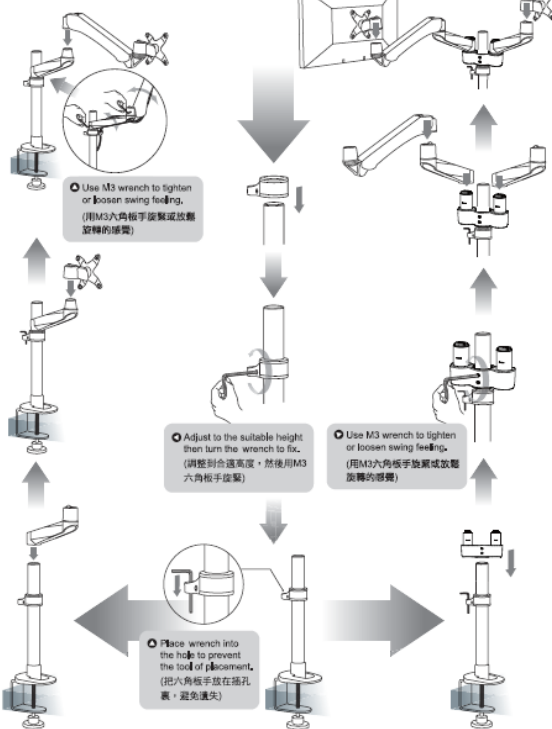 Use M3 wrench to tighten
or loosen swing feeling.
(用M3六角板手旋緊或放鬆
旋轉的感覺)
Adjust to the suitable height
then turn the wrench to fix.
(調整到合適高度，然後用M3
六角板手旋緊)
Use M3 wrench to tighten
or loosen swing feeling.
(用M3六角板手旋緊或放鬆
旋轉的感覺)
Place wrench into
the hole to prevent
the tool of placement.
(把六角板手放在插孔
裏，避免遺失)